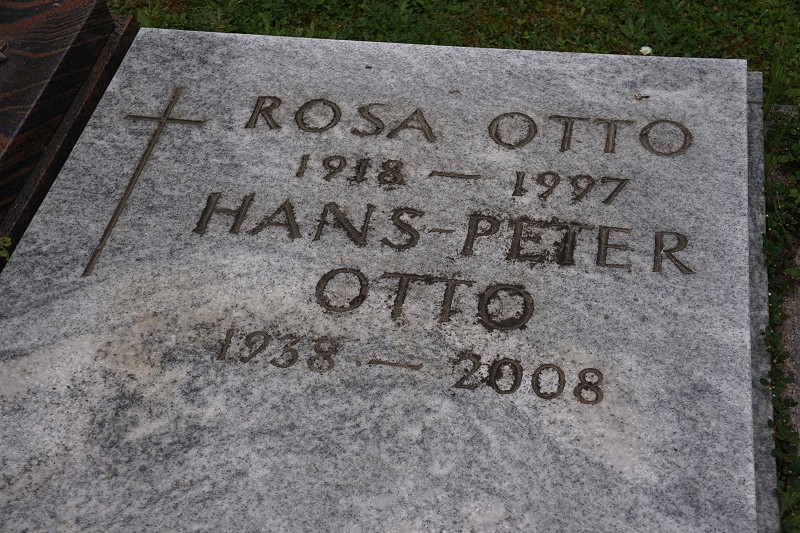 ROSA OTTO
1918 – 1997
HANS-PETER
OTTO
1938 – 2008